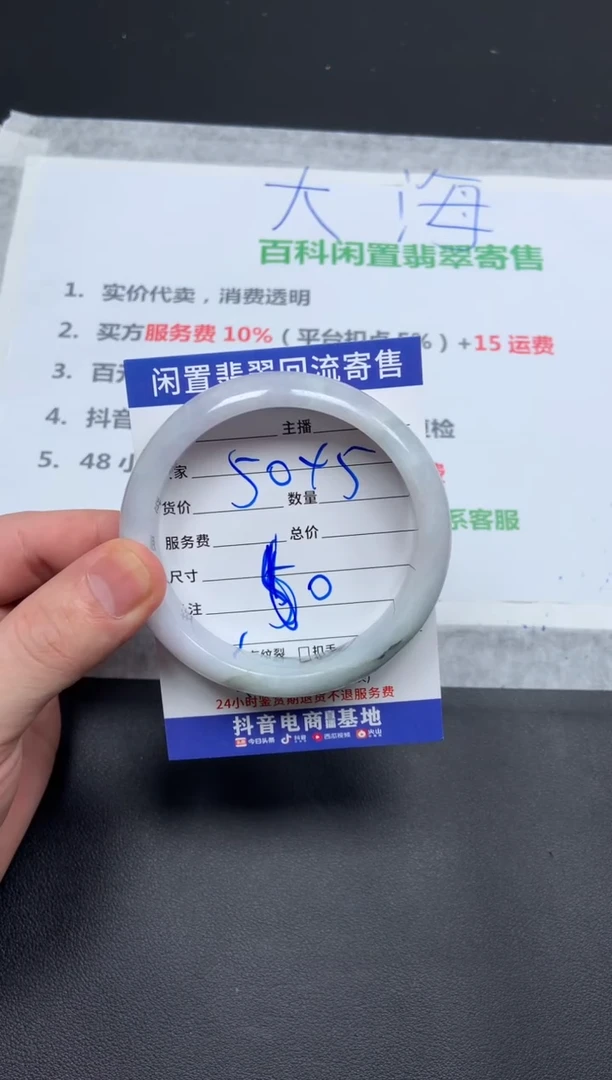 大海
百科闲置翡翠寄售
1. 实价代卖，消费透明
2. 买方服务费 10%（平台扣点 5%）+15 运费
3. 百
4. 抖音 检
5. 48 小
系客服
闲置翡翠回流寄售
主播
家
5045
货价 数量
服务费 总价
尺寸
50
注
纹裂 □扣手
24小时鉴赏期退货不退服务费
抖音电商 基地
今日头条 抖音 西瓜视频 火山